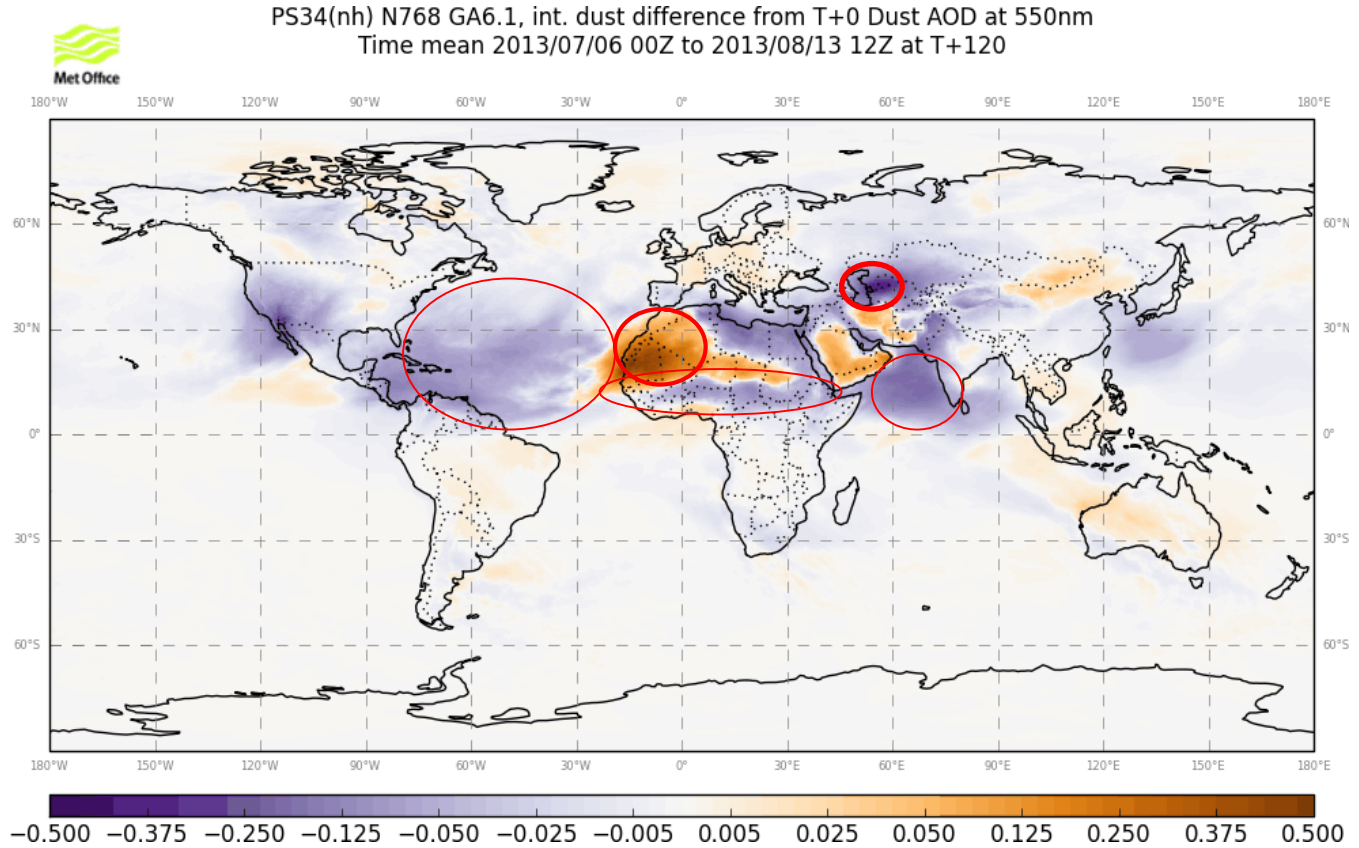 PS34(nh) N768 GA6.1, int. dust difference from T+0 Dust AOD at 550nm
Time mean 2013/07/06 00Z to 2013/08/13 12Z at T+120
Met Office
180°W 150°W 120°W 90°W 60°W 30°W 0° 30°E 60°E 90°E 120°E 150°E 180°E
60°N 60°N
30°N 30°N
0° 0°
30°S 30°S
60°S 60°S
180°W 150°W 120°W 90°W 60°W 30°W 0° 30°E 60°E 90°E 120°E 150°E 180°E
−0.500 −0.375 −0.250 −0.125 −0.050 −0.025 −0.005 0.005 0.025 0.050 0.125 0.250 0.375 0.500